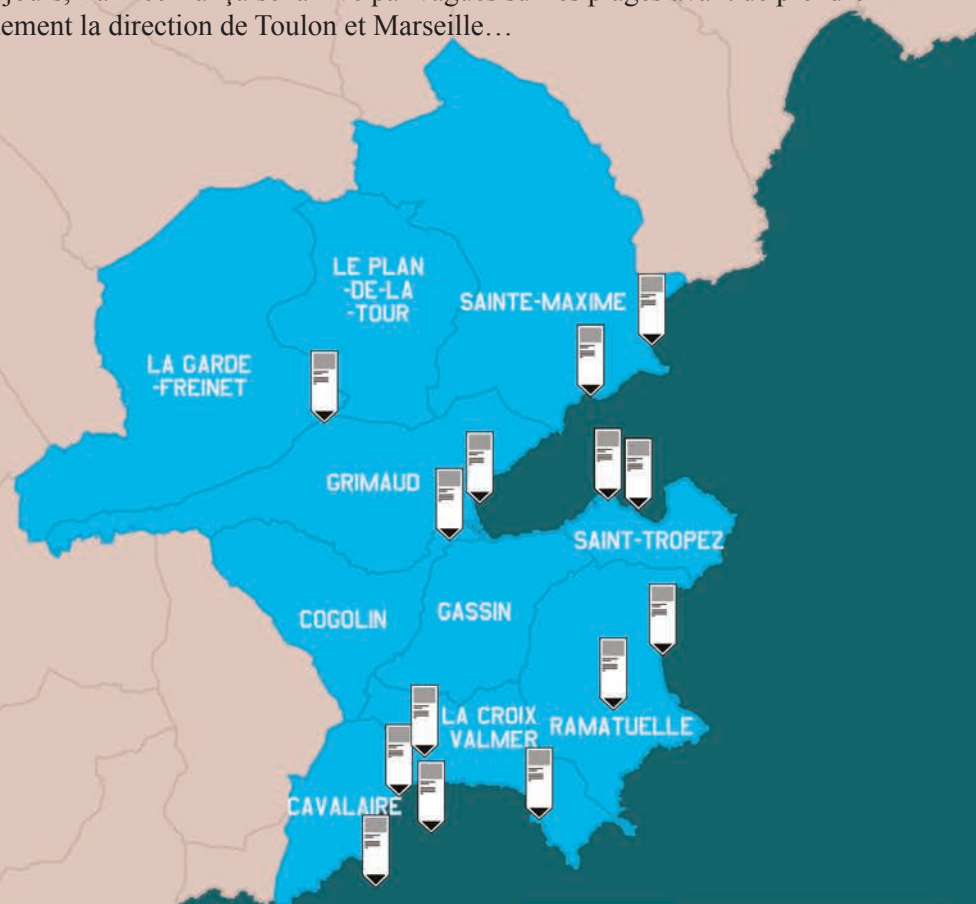 lement la direction de Toulon et Marseille…
LE PLAN
-DE-LA
-TOUR
SAINTE-MAXIME
LA GARDE
-FREINET
GRIMAUD
SAINT-TROPEZ
COGOLIN
GASSIN
LA CROIX
VALMER
RAMATUELLE
CAVALAIRE